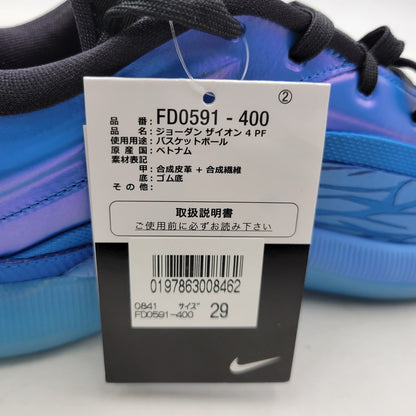 ②
品番: FD0591 - 400
品名: ジョーダン ザイオン 4 PF
使用用途: バスケットボール
原産国: ベトナム
素材表記
甲: 合成皮革 + 合成繊維
底: ゴム底
その他:
取扱説明書
ご使用前に必ずお読み下さい
0197863008462
0841 サイズ 29
FD0591-400